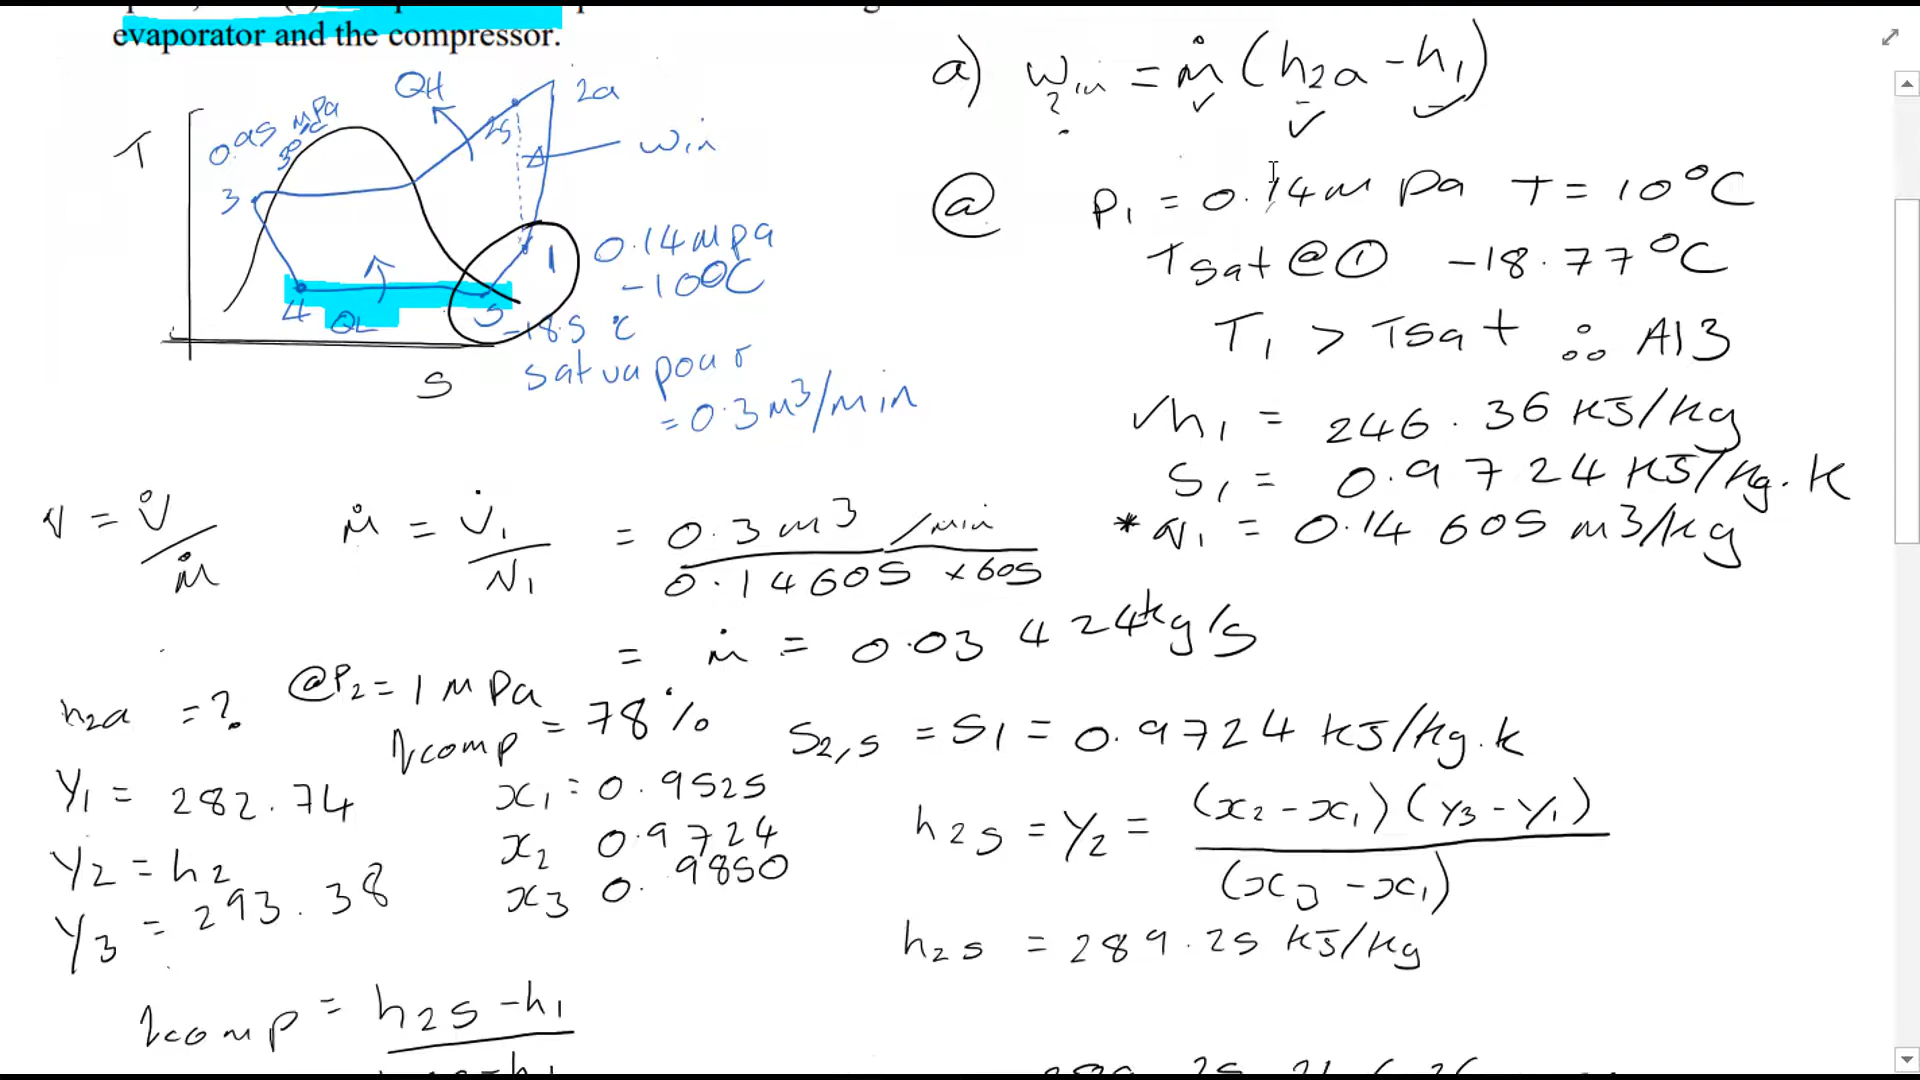 evaporator and the compressor.
T
0.95 mPa
30°C
QH
2s
2a
Win
3
4
QL
5
1
0.14 mpa
-10°C
-18.5 °C
sat vapour
= 0.3 m³/min
S
a) Win = ṁ (h2a - h1)
?
@ P1 = 0.14m Pa T = 10°C
Tsat @ ① -18.77°C
T1 > Tsat ∴ A13
✓h1 = 246.36 KJ/Kg
S1 = 0.9724 KJ/Kg.K
* v1 = 0.14605 m3/kg
v = V̇/ṁ
ṁ = V̇1/v1 = 0.3 m3 /min / 0.14605 x 60s
= ṁ = 0.03424 kg/s
h2a = ? @P2 = 1 m Pa
ηcomp = 78%
S2,s = S1 = 0.9724 KJ/Kg.K
Y1 = 282.74 x1 = 0.9525
Y2 = h2 x2 0.9724
Y3 = 293.38 x3 0.9850
h2s = Y2 = (x2 - x1)(Y3 - Y1) / (x3 - x1)
h2s = 289.25 KJ/Kg
ηcomp = h2s - h1